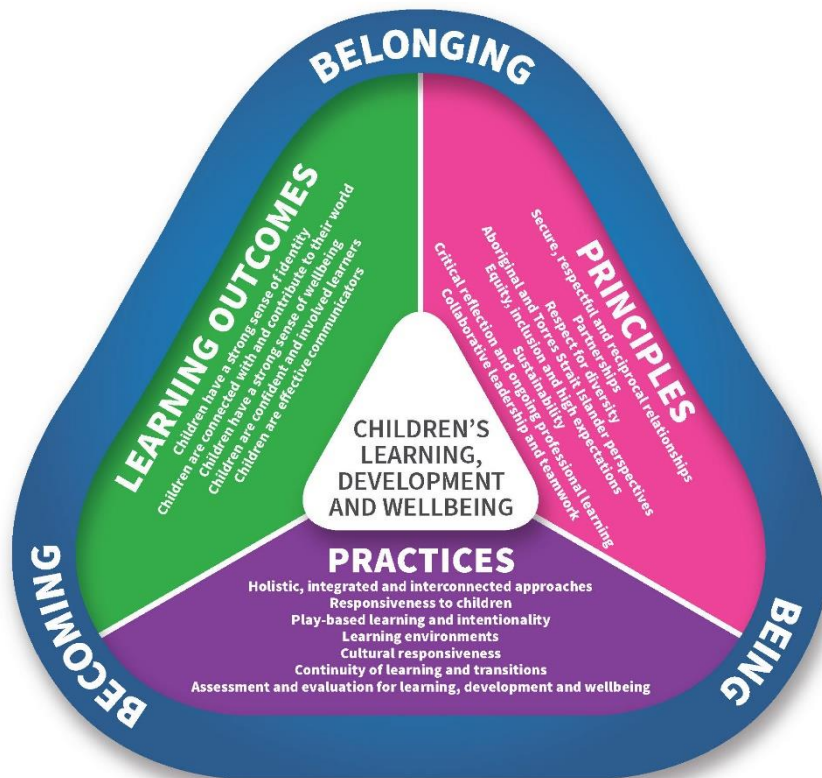 BELONGING
LEARNING OUTCOMES
Children have a strong sense of identity
Children are connected with and contribute to their world
Children have a strong sense of wellbeing
Children are confident and involved learners
Children are effective communicators
PRINCIPLES
Secure, respectful and reciprocal relationships
Partnerships
Respect for diversity
Aboriginal and Torres Strait Islander perspectives
Equity, inclusion and high expectations
Sustainability
Critical reflection and ongoing professional learning
Collaborative leadership and teamwork
CHILDREN'S
LEARNING,
DEVELOPMENT
AND WELLBEING
PRACTICES
Holistic, integrated and interconnected approaches
Responsiveness to children
Play-based learning and intentionality
Learning environments
Cultural responsiveness
Continuity of learning and transitions
Assessment and evaluation for learning, development and wellbeing
BECOMING
BEING